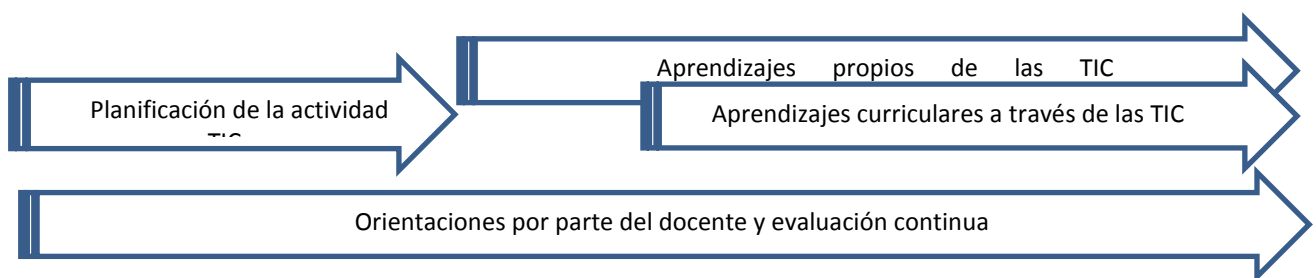 Aprendizajes propios de las TIC
Planificación de la actividad
Aprendizajes curriculares a través de las TIC
Orientaciones por parte del docente y evaluación continua